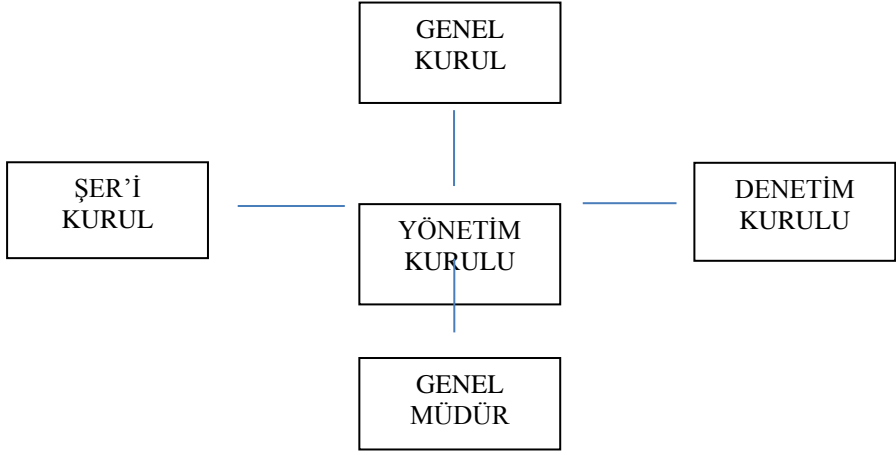 GENEL
KURUL
ŞER’İ
KURUL
YÖNETİM
KURULU
DENETİM
KURULU
GENEL
MÜDÜR